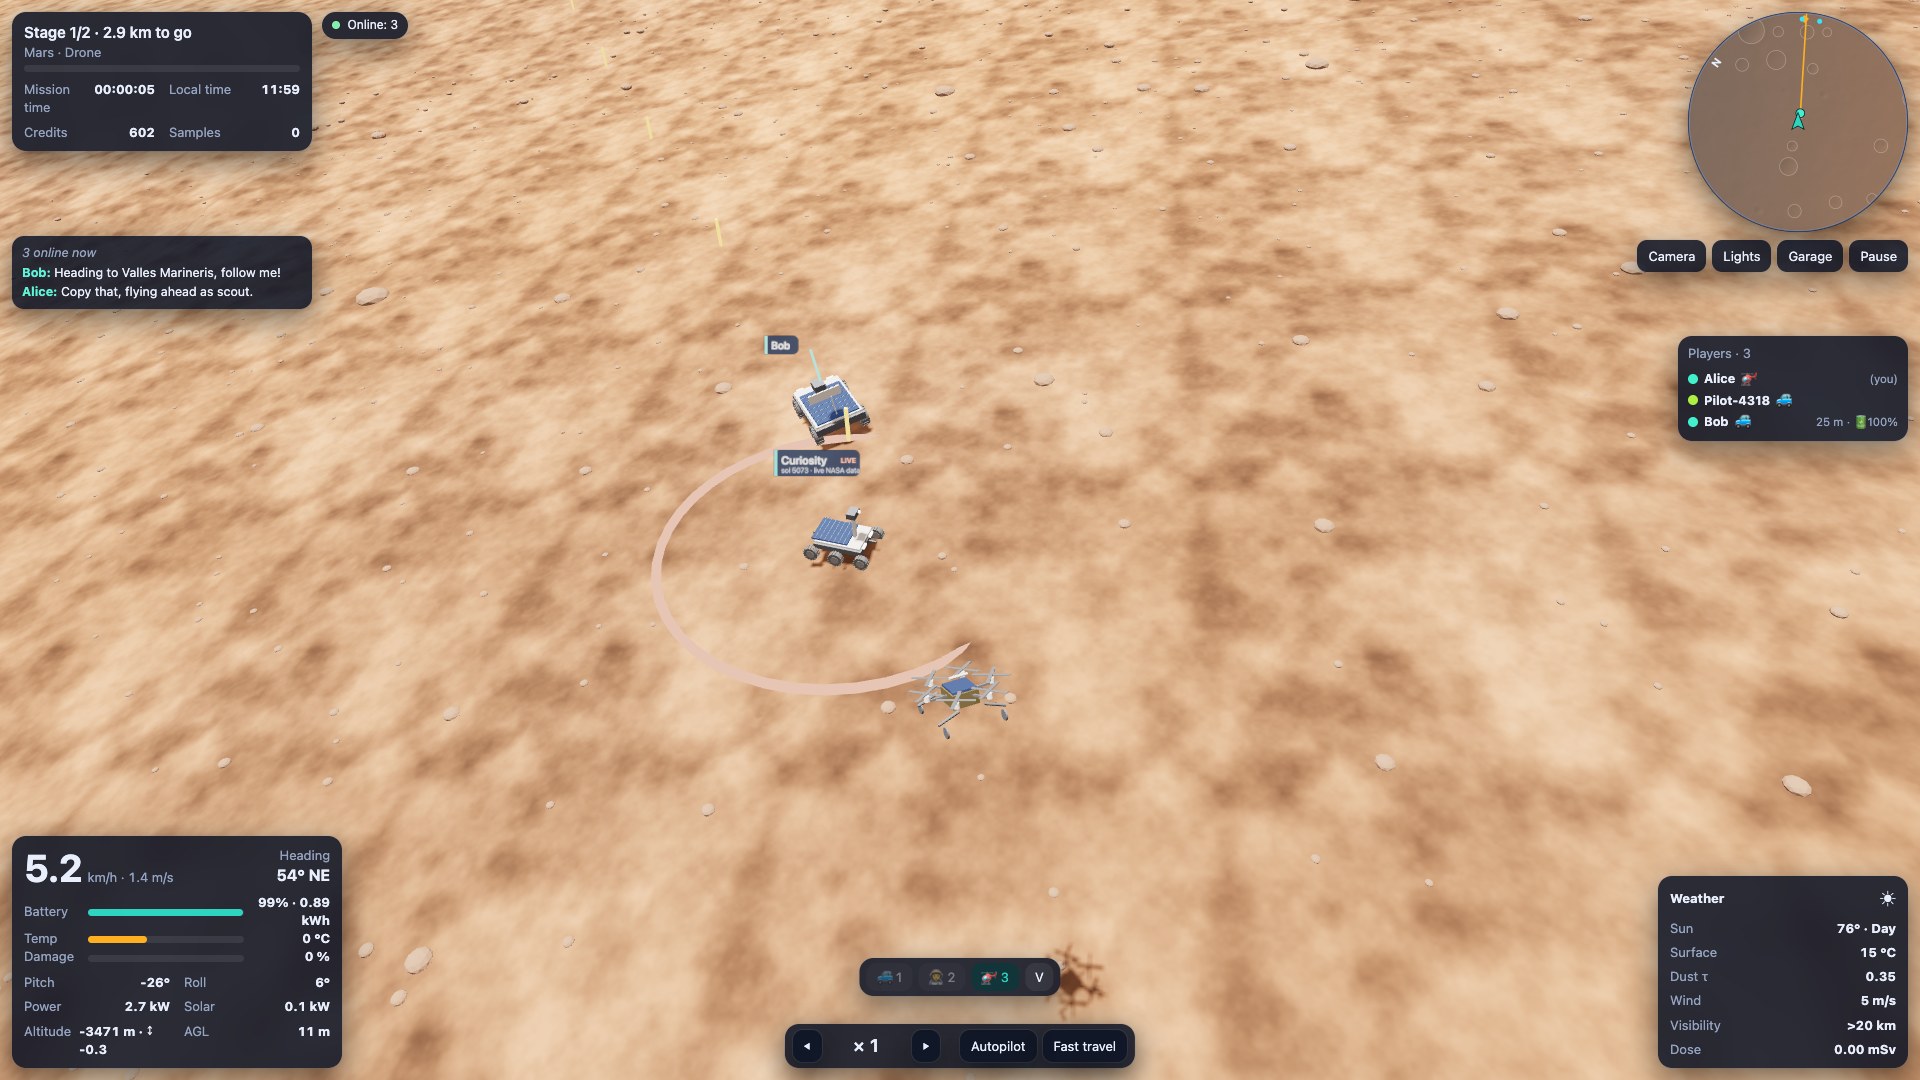 Stage 1/2 · 2.9 km to go
Mars · Drone
Mission time 00:00:05 Local time 11:59
Credits 602 Samples 0
Online: 3
3 online now
Bob: Heading to Valles Marineris, follow me!
Alice: Copy that, flying ahead as scout.
N
Camera Lights Garage Pause
Players · 3
Alice (you)
Pilot-4318
Bob 25 m · 100%
Bob
Curiosity LIVE
sol 5073 · live NASA data
5.2 km/h · 1.4 m/s
Heading
54° NE
Battery 99% · 0.89 kWh
Temp 0 °C
Damage 0 %
Pitch -26° Roll 6°
Power 2.7 kW Solar 0.1 kW
Altitude -3471 m · ↕ -0.3 AGL 11 m
1 2 3 V
◂ × 1 ▸ Autopilot Fast travel
Weather
Sun 76° · Day
Surface 15 °C
Dust τ 0.35
Wind 5 m/s
Visibility >20 km
Dose 0.00 mSv